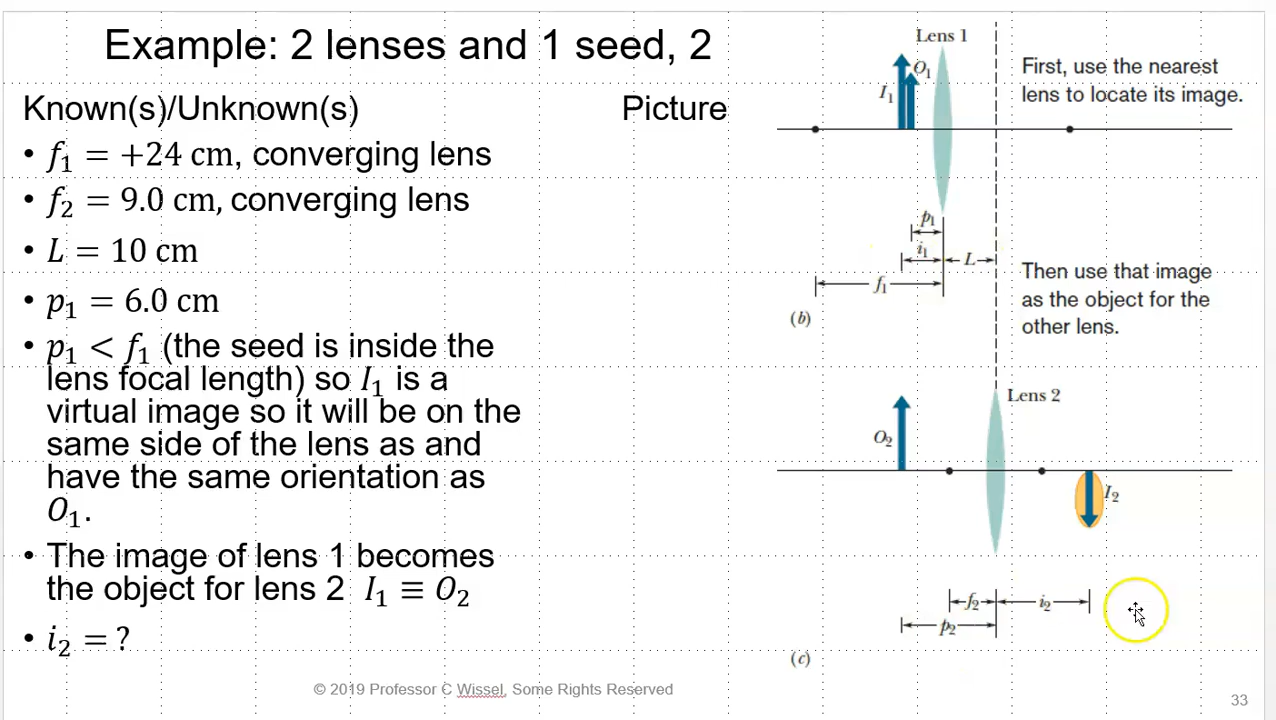 Example: 2 lenses and 1 seed, 2
Known(s)/Unknown(s)
• f₁ = +24 cm, converging lens
• f₂ = 9.0 cm, converging lens
• L = 10 cm
• p₁ = 6.0 cm
• p₁ < f₁ (the seed is inside the
lens focal length) so I₁ is a
virtual image so it will be on the
same side of the lens as and
have the same orientation as
O₁.
• The image of lens 1 becomes
the object for lens 2 I₁ ≡ O₂
• i₂ = ?
Picture
Lens 1
O₁
I₁
First, use the nearest
lens to locate its image.
p₁
i₁
L
f₁
(b)
Then use that image
as the object for the
other lens.
Lens 2
O₂
I₂
f₂
i₂
p₂
(c)
© 2019 Professor C Wissel, Some Rights Reserved
33